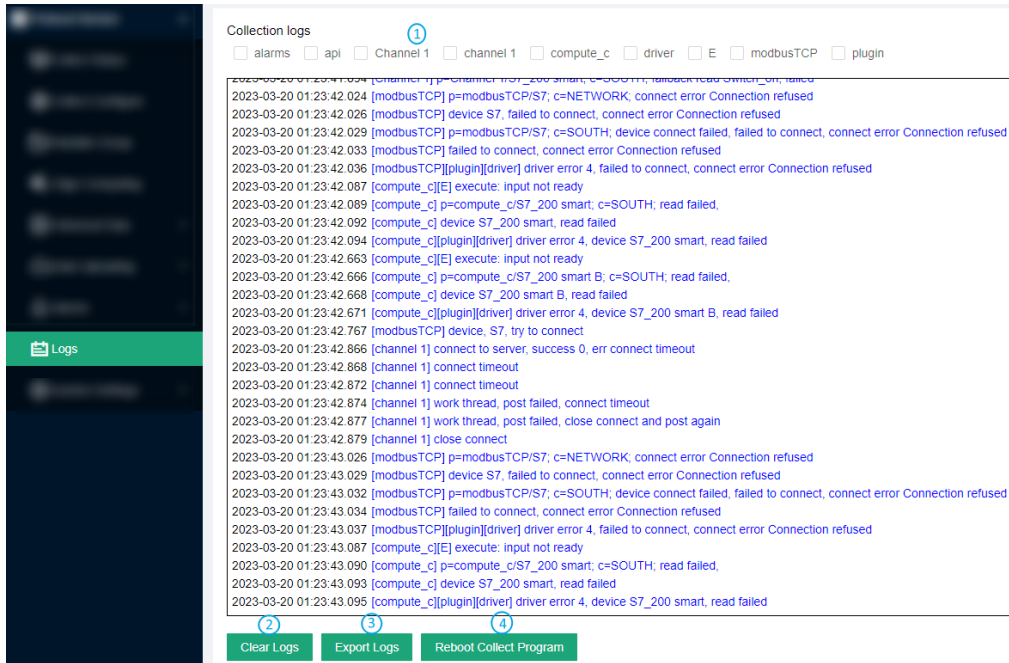 Collection logs
1
alarms api Channel 1 channel 1 compute_c driver E modbusTCP plugin
2023-03-20 01:23:41.894 [Channel 1] p=Channel 1/S7_200 smart; c=SOUTH; fallback read Switch_on, failed
2023-03-20 01:23:42.024 [modbusTCP] p=modbusTCP/S7; c=NETWORK; connect error Connection refused
2023-03-20 01:23:42.026 [modbusTCP] device S7, failed to connect, connect error Connection refused
2023-03-20 01:23:42.029 [modbusTCP] p=modbusTCP/S7; c=SOUTH; device connect failed, failed to connect, connect error Connection refused
2023-03-20 01:23:42.033 [modbusTCP] failed to connect, connect error Connection refused
2023-03-20 01:23:42.036 [modbusTCP][plugin][driver] driver error 4, failed to connect, connect error Connection refused
2023-03-20 01:23:42.087 [compute_c][E] execute: input not ready
2023-03-20 01:23:42.089 [compute_c] p=compute_c/S7_200 smart; c=SOUTH; read failed,
2023-03-20 01:23:42.092 [compute_c] device S7_200 smart, read failed
2023-03-20 01:23:42.094 [compute_c][plugin][driver] driver error 4, device S7_200 smart, read failed
2023-03-20 01:23:42.663 [compute_c][E] execute: input not ready
2023-03-20 01:23:42.666 [compute_c] p=compute_c/S7_200 smart B; c=SOUTH; read failed,
2023-03-20 01:23:42.668 [compute_c] device S7_200 smart B, read failed
2023-03-20 01:23:42.671 [compute_c][plugin][driver] driver error 4, device S7_200 smart B, read failed
2023-03-20 01:23:42.767 [modbusTCP] device, S7, try to connect
2023-03-20 01:23:42.866 [channel 1] connect to server, success 0, err connect timeout
2023-03-20 01:23:42.868 [channel 1] connect timeout
2023-03-20 01:23:42.872 [channel 1] connect timeout
2023-03-20 01:23:42.874 [channel 1] work thread, post failed, connect timeout
2023-03-20 01:23:42.877 [channel 1] work thread, post failed, close connect and post again
2023-03-20 01:23:42.879 [channel 1] close connect
2023-03-20 01:23:43.026 [modbusTCP] p=modbusTCP/S7; c=NETWORK; connect error Connection refused
2023-03-20 01:23:43.029 [modbusTCP] device S7, failed to connect, connect error Connection refused
2023-03-20 01:23:43.032 [modbusTCP] p=modbusTCP/S7; c=SOUTH; device connect failed, failed to connect, connect error Connection refused
2023-03-20 01:23:43.034 [modbusTCP] failed to connect, connect error Connection refused
2023-03-20 01:23:43.037 [modbusTCP][plugin][driver] driver error 4, failed to connect, connect error Connection refused
2023-03-20 01:23:43.087 [compute_c][E] execute: input not ready
2023-03-20 01:23:43.090 [compute_c] p=compute_c/S7_200 smart; c=SOUTH; read failed,
2023-03-20 01:23:43.093 [compute_c] device S7_200 smart, read failed
2023-03-20 01:23:43.095 [compute_c][plugin][driver] driver error 4, device S7_200 smart, read failed
Logs
2 3 4
Clear Logs Export Logs Reboot Collect Program